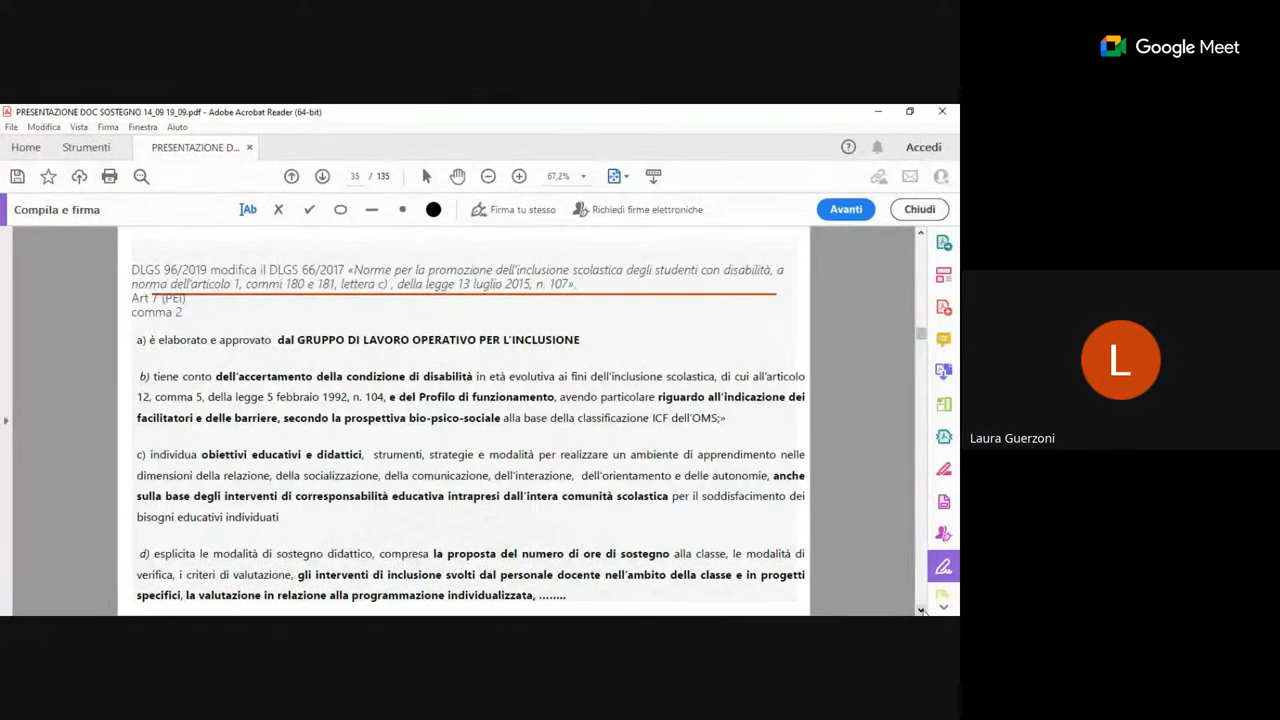 Google Meet
PRESENTAZIONE DOC SOSTEGNO 14_09 19_09.pdf - Adobe Acrobat Reader (64-bit)
File Modifica Vista Firma Finestra Aiuto
Home Strumenti PRESENTAZIONE D... × Accedi
35 / 135 67,2%
Compila e firma Ab Firma tu stesso Richiedi firme elettroniche Avanti Chiudi
DLGS 96/2019 modifica il DLGS 66/2017 «Norme per la promozione dell'inclusione scolastica degli studenti con disabilità, a
norma dell'articolo 1, commi 180 e 181, lettera c) , della legge 13 luglio 2015, n. 107».
Art 7 (PEI)
comma 2
a) è elaborato e approvato dal GRUPPO DI LAVORO OPERATIVO PER L'INCLUSIONE
b) tiene conto dell'accertamento della condizione di disabilità in età evolutiva ai fini dell'inclusione scolastica, di cui all'articolo
12, comma 5, della legge 5 febbraio 1992, n. 104, e del Profilo di funzionamento, avendo particolare riguardo all'indicazione dei
facilitatori e delle barriere, secondo la prospettiva bio-psico-sociale alla base della classificazione ICF dell'OMS;»
c) individua obiettivi educativi e didattici, strumenti, strategie e modalità per realizzare un ambiente di apprendimento nelle
dimensioni della relazione, della socializzazione, della comunicazione, dell'interazione, dell'orientamento e delle autonomie, anche
sulla base degli interventi di corresponsabilità educativa intrapresi dall'intera comunità scolastica per il soddisfacimento dei
bisogni educativi individuati
d) esplicita le modalità di sostegno didattico, compresa la proposta del numero di ore di sostegno alla classe, le modalità di
verifica, i criteri di valutazione, gli interventi di inclusione svolti dal personale docente nell'ambito della classe e in progetti
specifici, la valutazione in relazione alla programmazione individualizzata, ........
L
Laura Guerzoni